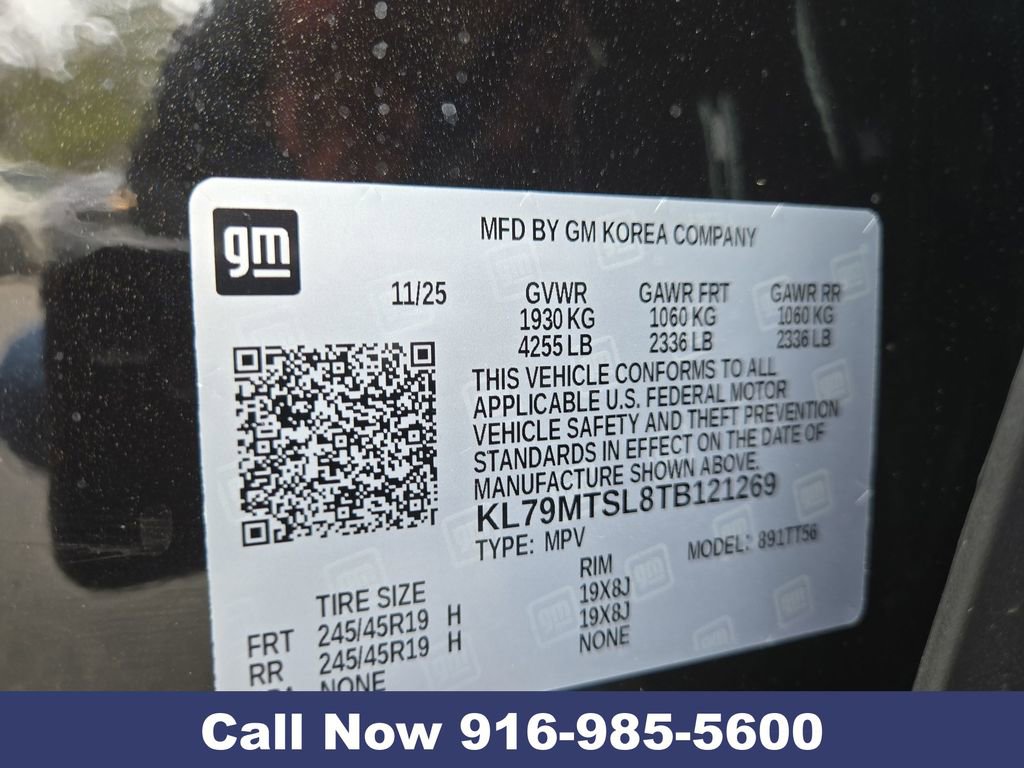 gm
MFD BY GM KOREA COMPANY
11/25
GVWR
1930 KG
4255 LB
GAWR FRT
1060 KG
2336 LB
GAWR RR
1060 KG
2336 LB
THIS VEHICLE CONFORMS TO ALL
APPLICABLE U.S. FEDERAL MOTOR
VEHICLE SAFETY AND THEFT PREVENTION
STANDARDS IN EFFECT ON THE DATE OF
MANUFACTURE SHOWN ABOVE.
KL79MTSL8TB121269
TYPE: MPV
MODEL: 891TT56
TIRE SIZE
RIM
FRT 245/45R19 H 19X8J
RR 245/45R19 H 19X8J
NONE NONE
Call Now 916-985-5600